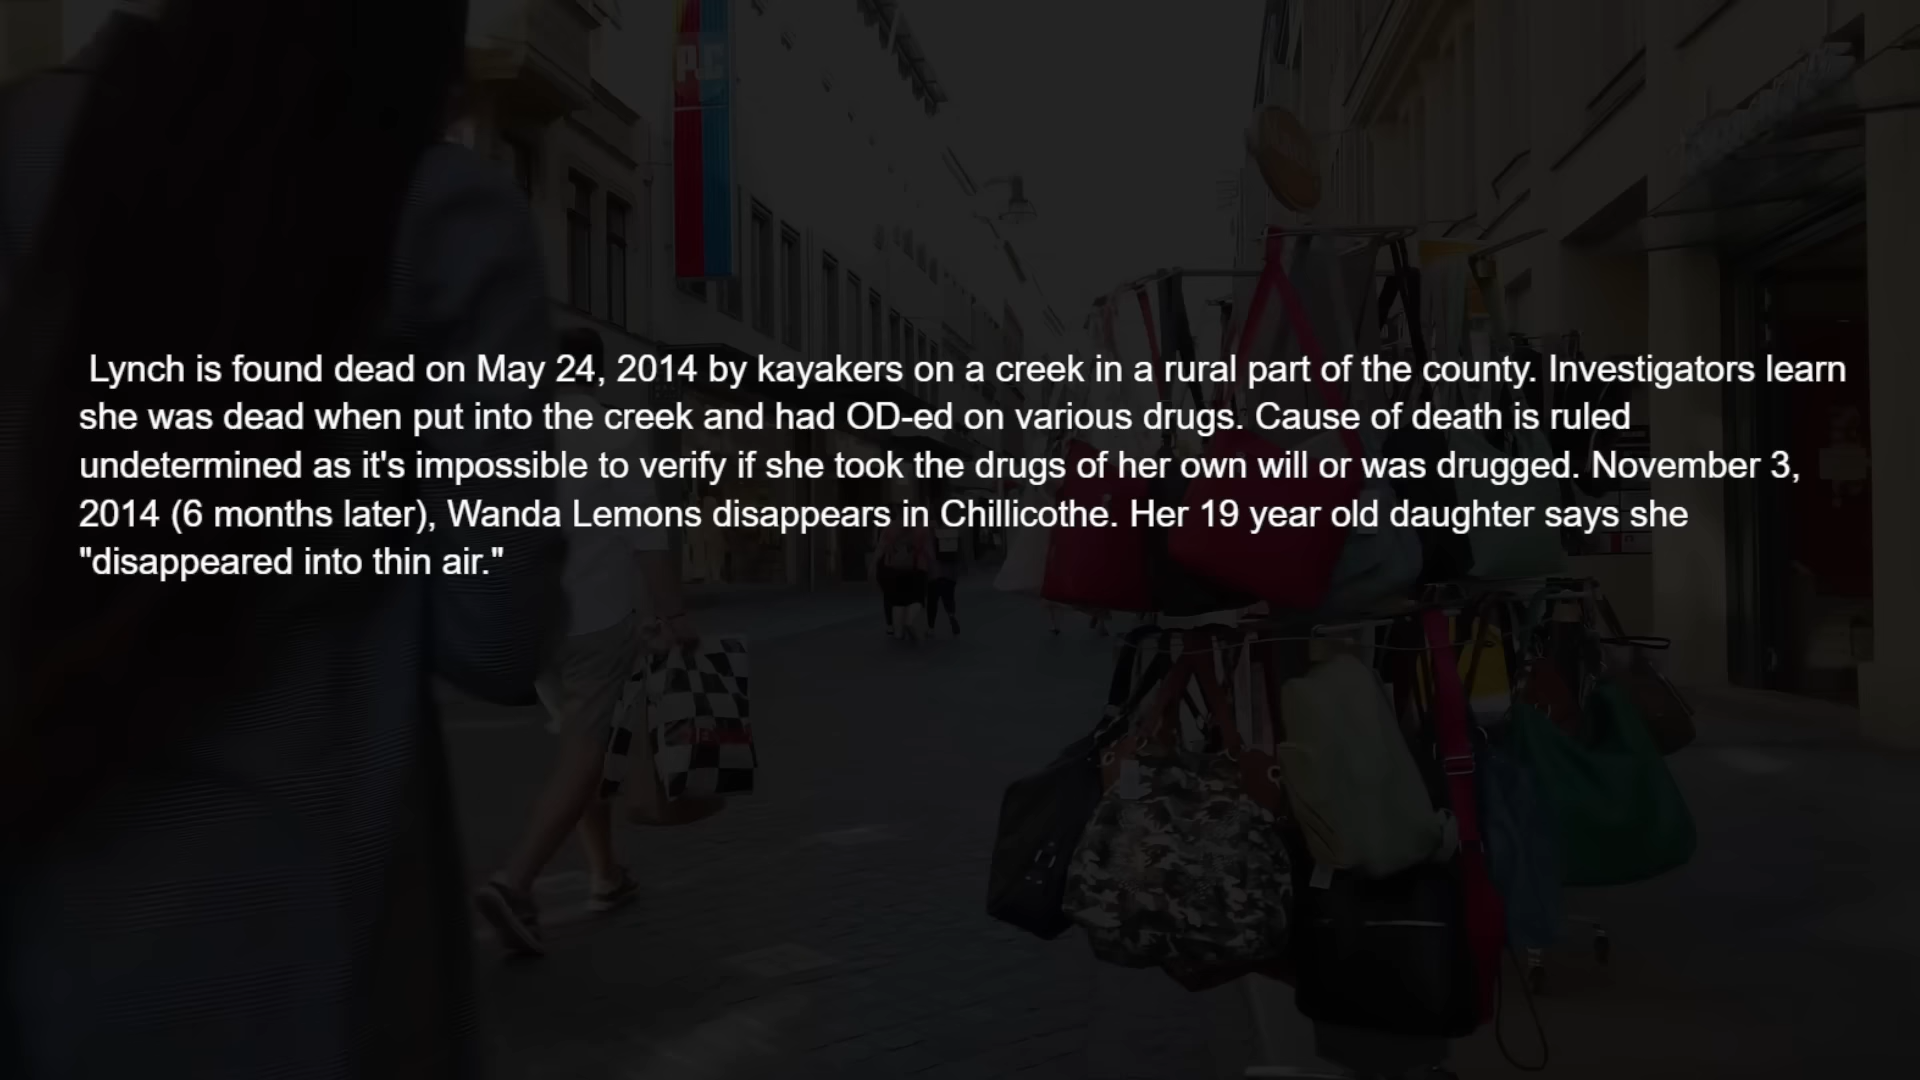 Lynch is found dead on May 24, 2014 by kayakers on a creek in a rural part of the county. Investigators learn
she was dead when put into the creek and had OD-ed on various drugs. Cause of death is ruled
undetermined as it's impossible to verify if she took the drugs of her own will or was drugged. November 3,
2014 (6 months later), Wanda Lemons disappears in Chillicothe. Her 19 year old daughter says she
"disappeared into thin air."